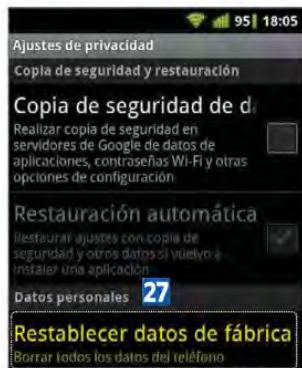 95 18:05
Ajustes de privacidad
Copia de seguridad y restauración
Copia de seguridad de da
Realizar copia de seguridad en
servidores de Google de datos de
aplicaciones, contraseñas Wi-Fi y otras
opciones de configuración
Restauración automática
Restaurar ajustes con copia de
seguridad y otros datos si vuelvo a
instalar una aplicación
Datos personales 27
Restablecer datos de fábrica
Borrar todos los datos del teléfono